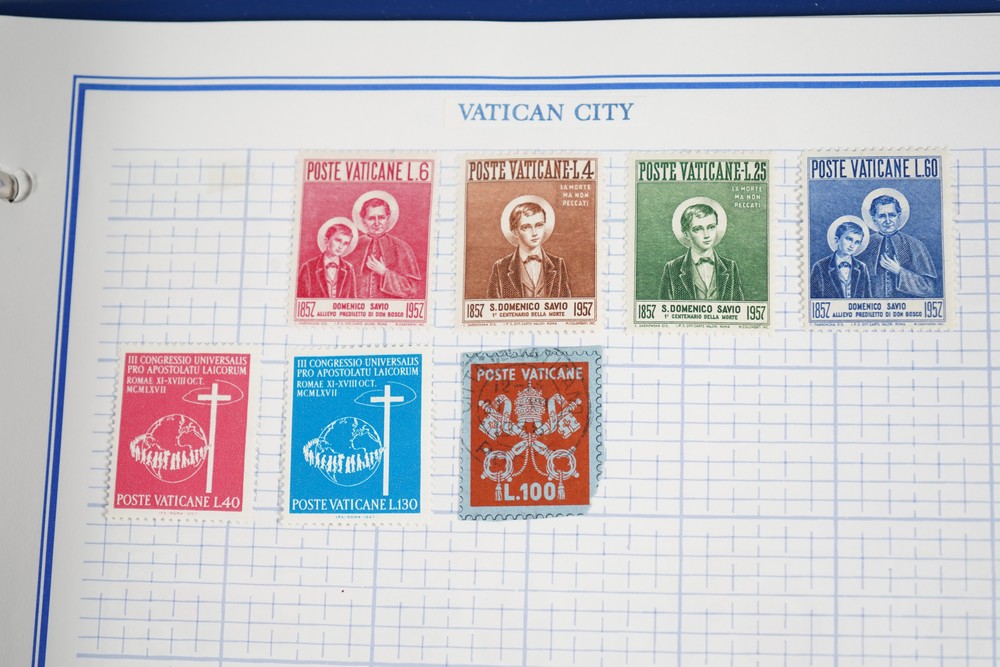 VATICAN CITY
POSTE VATICANE L.6
1857 DOMENICO SAVIO 1957
ALLIEVO PREDILETTO DI DON BOSCO
POSTE VATICANE-L.4
LA MORTE
MA NON
PECCATI
1857 S. DOMENICO SAVIO 1957
1° CENTENARIO DELLA MORTE
POSTE VATICANE-L.25
LA MORTE
MA NON
PECCATI
1857 S. DOMENICO SAVIO 1957
1° CENTENARIO DELLA MORTE
POSTE VATICANE L.60
1857 DOMENICO SAVIO 1957
ALLIEVO PREDILETTO DI DON BOSCO
III CONGRESSIO UNIVERSALIS
PRO APOSTOLATU LAICORUM
ROMAE XI-XVIII OCT.
MCMLXVII
POSTE VATICANE L.40
III CONGRESSIO UNIVERSALIS
PRO APOSTOLATU LAICORUM
ROMAE XI-XVIII OCT.
MCMLXVII
POSTE VATICANE L.130
POSTE VATICANE
L.100